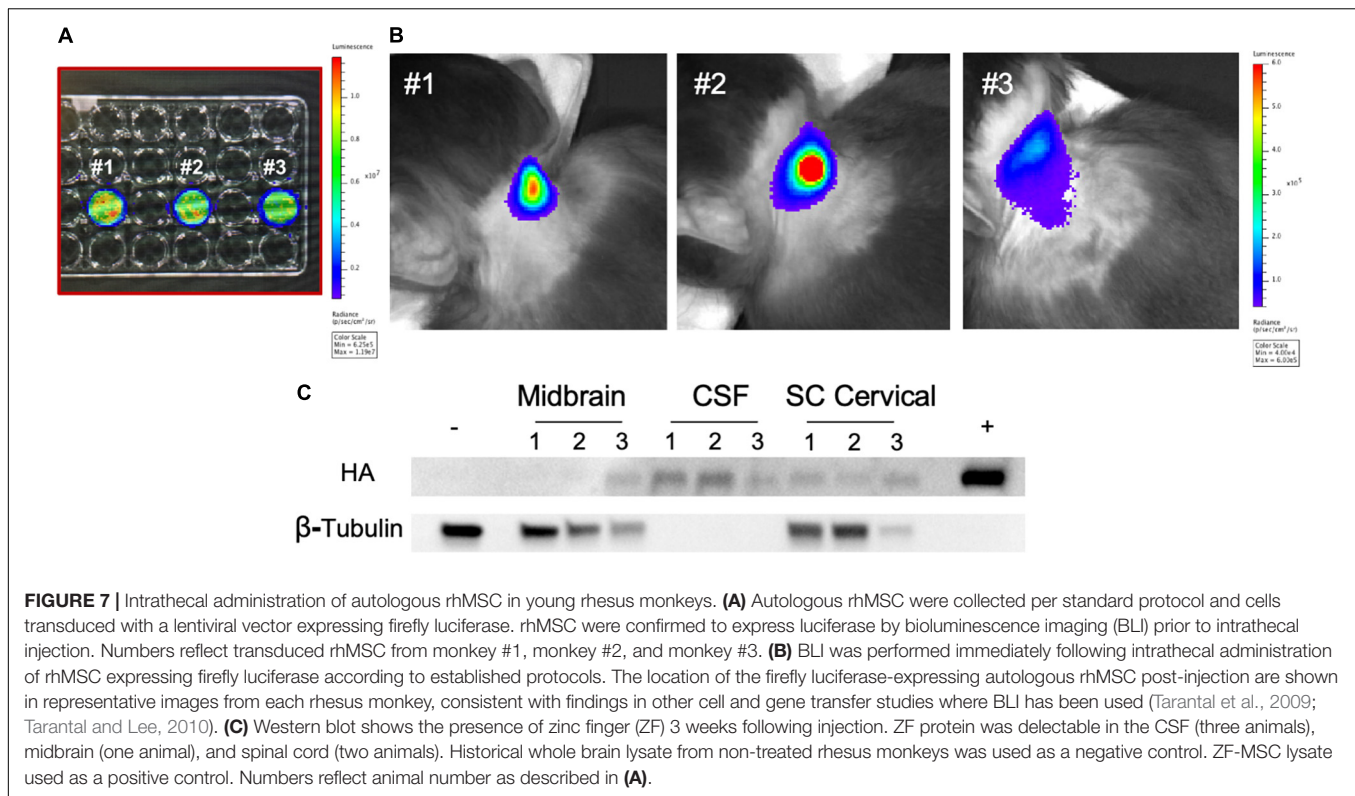 A
B
Luminescence
1.0
0.8
0.6
x10⁷
0.4
0.2
Radiance
(p/sec/cm²/sr)
Color Scale
Min = 6.25e5
Max = 1.19e7
#1
#2
#3
#1
#2
#3
Luminescence
6.0
5.0
4.0
x10⁵
3.0
2.0
1.0
Radiance
(p/sec/cm²/sr)
Color Scale
Min = 4.00e4
Max = 6.00e5
C
Midbrain CSF SC Cervical
- 1 2 3 1 2 3 1 2 3 +
HA
β-Tubulin
FIGURE 7 | Intrathecal administration of autologous rhMSC in young rhesus monkeys. (A) Autologous rhMSC were collected per standard protocol and cells
transduced with a lentiviral vector expressing firefly luciferase. rhMSC were confirmed to express luciferase by bioluminescence imaging (BLI) prior to intrathecal
injection. Numbers reflect transduced rhMSC from monkey #1, monkey #2, and monkey #3. (B) BLI was performed immediately following intrathecal administration
of rhMSC expressing firefly luciferase according to established protocols. The location of the firefly luciferase-expressing autologous rhMSC post-injection are shown
in representative images from each rhesus monkey, consistent with findings in other cell and gene transfer studies where BLI has been used (Tarantal et al., 2009;
Tarantal and Lee, 2010). (C) Western blot shows the presence of zinc finger (ZF) 3 weeks following injection. ZF protein was delectable in the CSF (three animals),
midbrain (one animal), and spinal cord (two animals). Historical whole brain lysate from non-treated rhesus monkeys was used as a negative control. ZF-MSC lysate
used as a positive control. Numbers reflect animal number as described in (A).